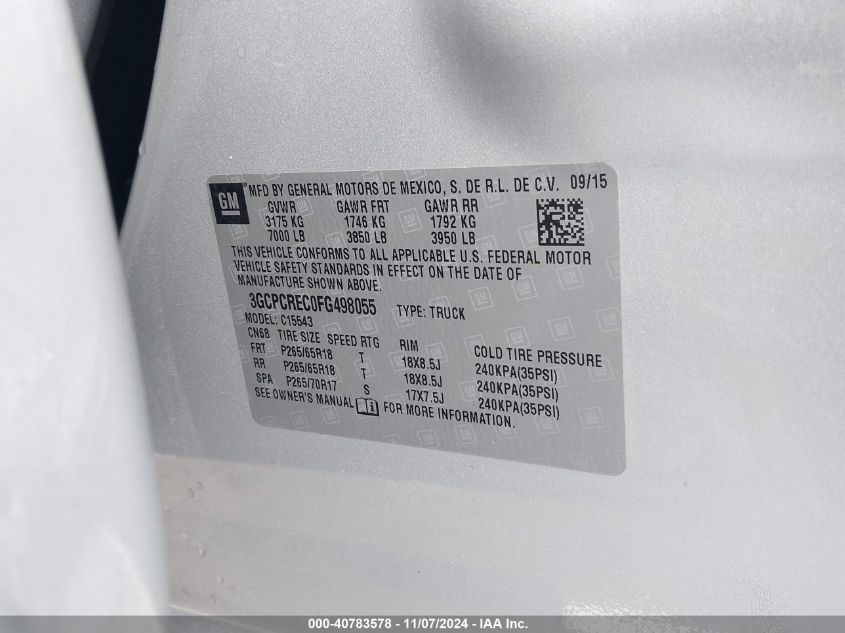 GM
MFD BY GENERAL MOTORS DE MEXICO, S. DE R.L. DE C.V. 09/15
GVWR GAWR FRT GAWR RR
3175 KG 1746 KG 1792 KG
7000 LB 3850 LB 3950 LB
THIS VEHICLE CONFORMS TO ALL APPLICABLE U.S. FEDERAL MOTOR
VEHICLE SAFETY STANDARDS IN EFFECT ON THE DATE OF
MANUFACTURE SHOWN ABOVE.
3GCPCREC0FG498055 TYPE: TRUCK
MODEL: C15543
CN68 TIRE SIZE SPEED RTG RIM COLD TIRE PRESSURE
FRT P265/65R18 T 18X8.5J 240KPA(35PSI)
RR P265/65R18 T 18X8.5J 240KPA(35PSI)
SPA P265/70R17 S 17X7.5J 240KPA(35PSI)
SEE OWNER'S MANUAL FOR MORE INFORMATION.
000-40783578 - 11/07/2024 - IAA Inc.